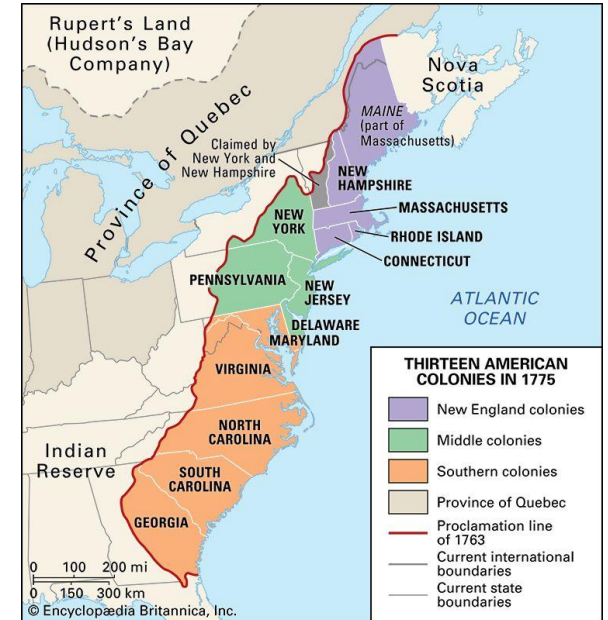 Rupert's Land
(Hudson's Bay
Company)
Province of Quebec
Nova
Scotia
MAINE
(part of
Massachusetts)
Claimed by
New York and
New Hampshire
NEW
HAMPSHIRE
MASSACHUSETTS
NEW
YORK
RHODE ISLAND
CONNECTICUT
PENNSYLVANIA
NEW
JERSEY
ATLANTIC
OCEAN
DELAWARE
MARYLAND
VIRGINIA
NORTH
CAROLINA
Indian
Reserve
SOUTH
CAROLINA
GEORGIA
THIRTEEN AMERICAN
COLONIES IN 1775
New England colonies
Middle colonies
Southern colonies
Province of Quebec
Proclamation line
of 1763
Current international
boundaries
Current state
boundaries
0 100 200 mi
0 150 300 km
© Encyclopædia Britannica, Inc.